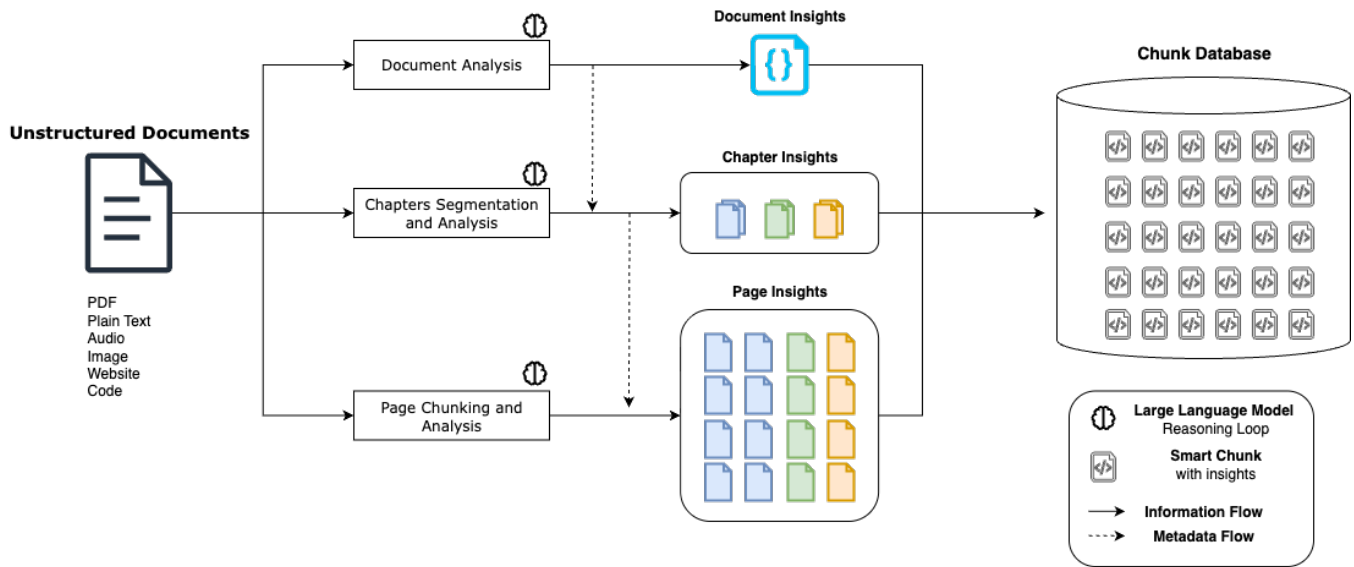 Unstructured Documents
PDF
Plain Text
Audio
Image
Website
Code
Document Analysis
Chapters Segmentation
and Analysis
Page Chunking and
Analysis
Document Insights
{}
Chapter Insights
Page Insights
Chunk Database
Large Language Model
Reasoning Loop
</>
Smart Chunk
with insights
Information Flow
Metadata Flow